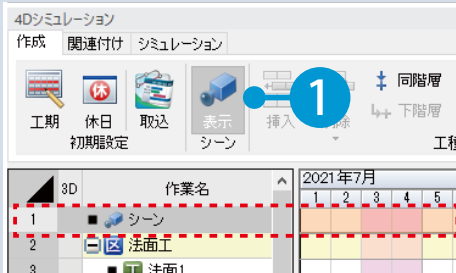 4Dシミュレーション
作成 関連付け シミュレーション
工期 休日 取込 表示 挿入 削除 同階層
下階層
初期設定 シーン 工種
3D 作業名 2021年7月
1 2 3 4 5
1 シーン
2 法面工
3 法面1
1